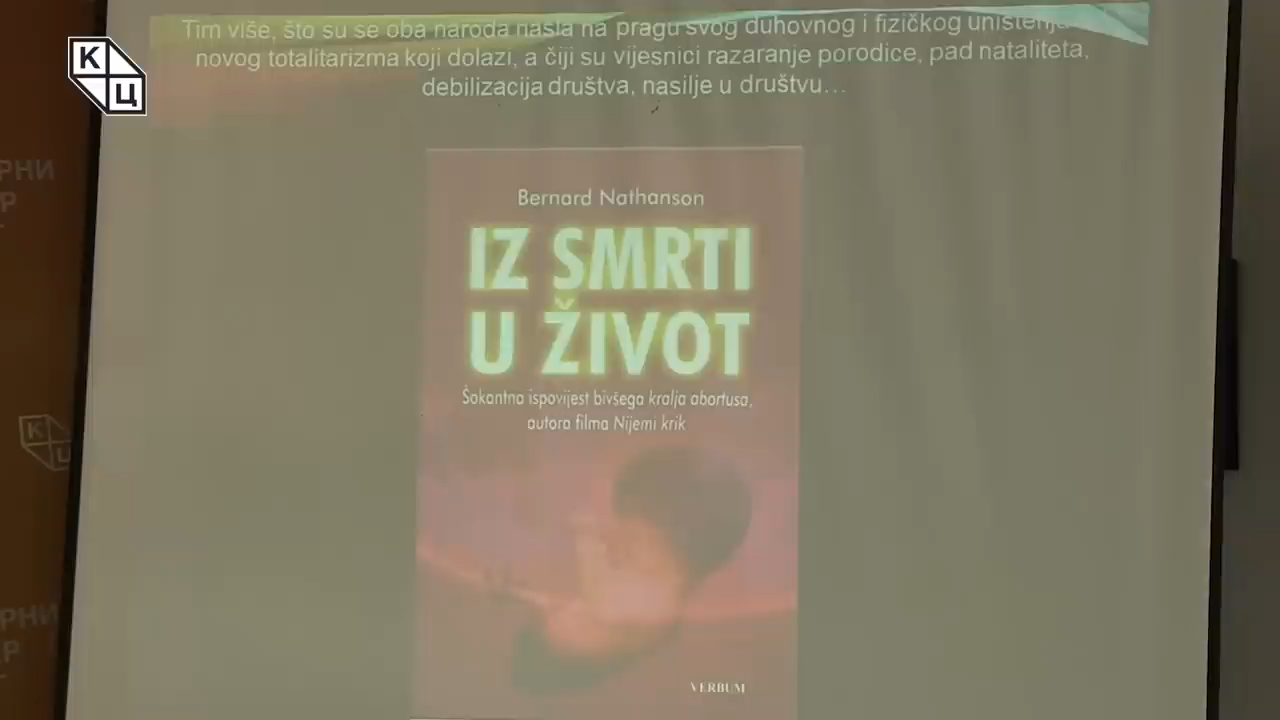 Tim više, što su se oba naroda našla na pragu svog duhovnog i fizičkog
novog totalitarizma koji dolazi, a čiji su vijesnici razaranje porodice, pad nataliteta,
debilizacija društva, nasilje u društvu…
К
Ц
РНИ
Р
К
Ц
РНИ
Р
Bernard Nathanson
IZ SMRTI
U ŽIVOT
Šokantna ispovijest bivšega kralja abortusa,
autora filma Nijemi krik
VERBUM